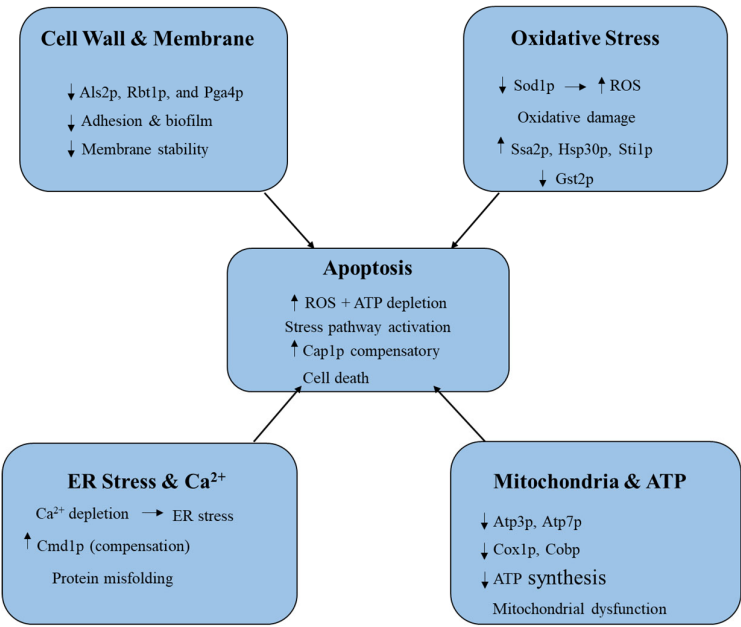 Cell Wall & Membrane
↓ Als2p, Rbt1p, and Pga4p
↓ Adhesion & biofilm
↓ Membrane stability
Oxidative Stress
↓ Sod1p → ↑ ROS
Oxidative damage
↑ Ssa2p, Hsp30p, Sti1p
↓ Gst2p
Apoptosis
↑ ROS + ATP depletion
Stress pathway activation
↑ Cap1p compensatory
Cell death
ER Stress & Ca²⁺
Ca²⁺ depletion → ER stress
↑ Cmd1p (compensation)
Protein misfolding
Mitochondria & ATP
↓ Atp3p, Atp7p
↓ Cox1p, Cobp
↓ ATP synthesis
Mitochondrial dysfunction